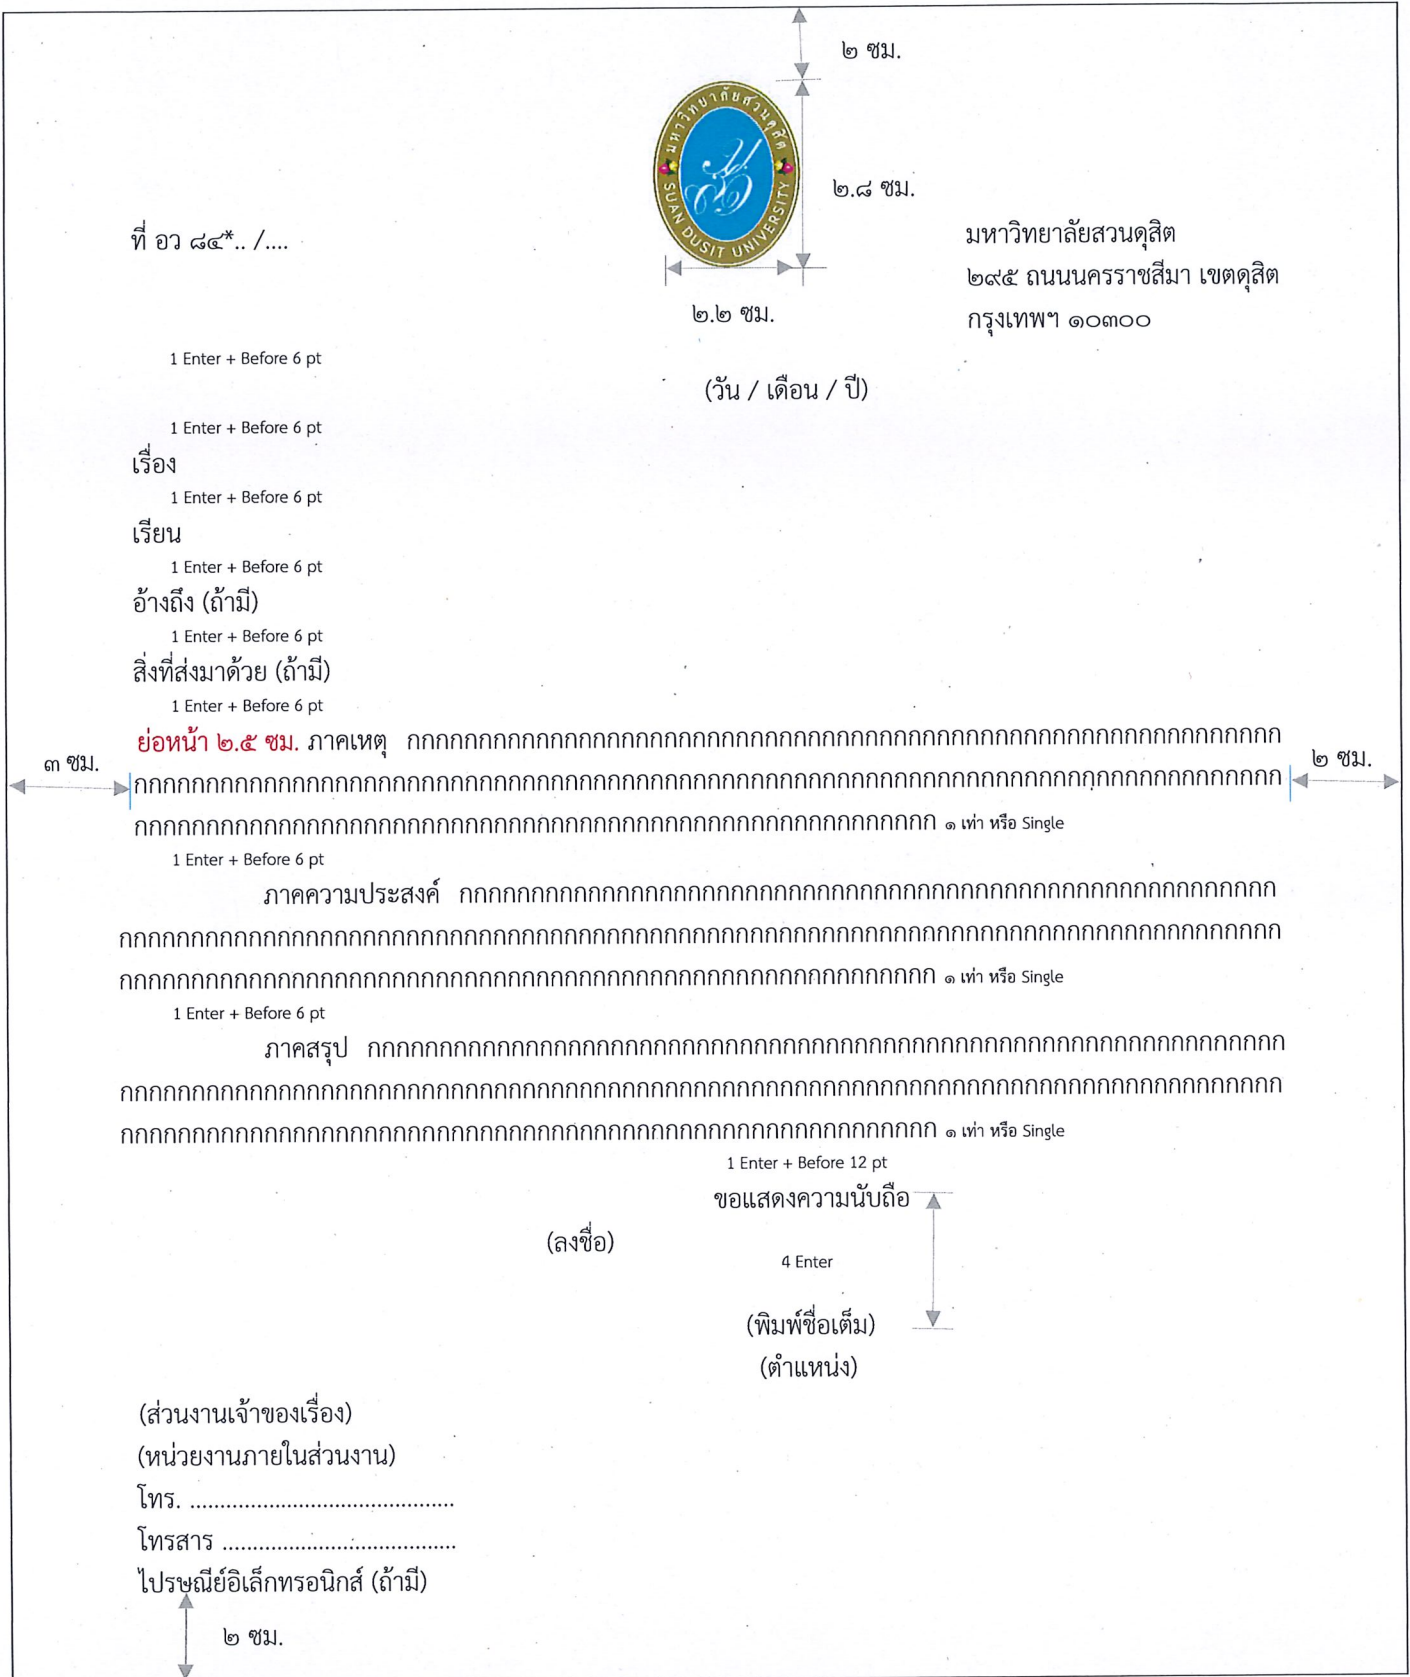 ๒ ซม.
มหาวิทยาลัยสวนดุสิต
SUAN DUSIT UNIVERSITY
๒.๘ ซม.
ที่ อว ๘๔*.. /....
มหาวิทยาลัยสวนดุสิต
๒๙๕ ถนนนครราชสีมา เขตดุสิต
๒.๒ ซม.
กรุงเทพฯ ๑๐๓๐๐
1 Enter + Before 6 pt
(วัน / เดือน / ปี)
1 Enter + Before 6 pt
เรื่อง
1 Enter + Before 6 pt
เรียน
1 Enter + Before 6 pt
อ้างถึง (ถ้ามี)
1 Enter + Before 6 pt
สิ่งที่ส่งมาด้วย (ถ้ามี)
1 Enter + Before 6 pt
ย่อหน้า ๒.๕ ซม. ภาคเหตุ กกกกกกกกกกกกกกกกกกกกกกกกกกกกกกกกกกกกกกกกกกกกกกกกกกกกกกกกกกกกก
๓ ซม. กกกกกกกกกกกกกกกกกกกกกกกกกกกกกกกกกกกกกกกกกกกกกกกกกกกกกกกกกกกกกกกกกกกกกกกกกกกกกกกก ๒ ซม.
กกกกกกกกกกกกกกกกกกกกกกกกกกกกกกกกกกกกกกกกกกกกกกกกกกกกกกกก ๑ เท่า หรือ Single
1 Enter + Before 6 pt
ภาคความประสงค์ กกกกกกกกกกกกกกกกกกกกกกกกกกกกกกกกกกกกกกกกกกกกกกกกกกกกกกกกก
กกกกกกกกกกกกกกกกกกกกกกกกกกกกกกกกกกกกกกกกกกกกกกกกกกกกกกกกกกกกกกกกกกกกกกกกกกกกกกกกก
กกกกกกกกกกกกกกกกกกกกกกกกกกกกกกกกกกกกกกกกกกกกกกกกกกกกกกกกก ๑ เท่า หรือ Single
1 Enter + Before 6 pt
ภาคสรุป กกกกกกกกกกกกกกกกกกกกกกกกกกกกกกกกกกกกกกกกกกกกกกกกกกกกกกกกกกกกกกกก
กกกกกกกกกกกกกกกกกกกกกกกกกกกกกกกกกกกกกกกกกกกกกกกกกกกกกกกกกกกกกกกกกกกกกกกกกกกกกกกกก
กกกกกกกกกกกกกกกกกกกกกกกกกกกกกกกกกกกกกกกกกกกกกกกกกกกกกกกกก ๑ เท่า หรือ Single
1 Enter + Before 12 pt
ขอแสดงความนับถือ
(ลงชื่อ)
4 Enter
(พิมพ์ชื่อเต็ม)
(ตำแหน่ง)
(ส่วนงานเจ้าของเรื่อง)
(หน่วยงานภายในส่วนงาน)
โทร. ............................................
โทรสาร .......................................
ไปรษณีย์อิเล็กทรอนิกส์ (ถ้ามี)
๒ ซม.